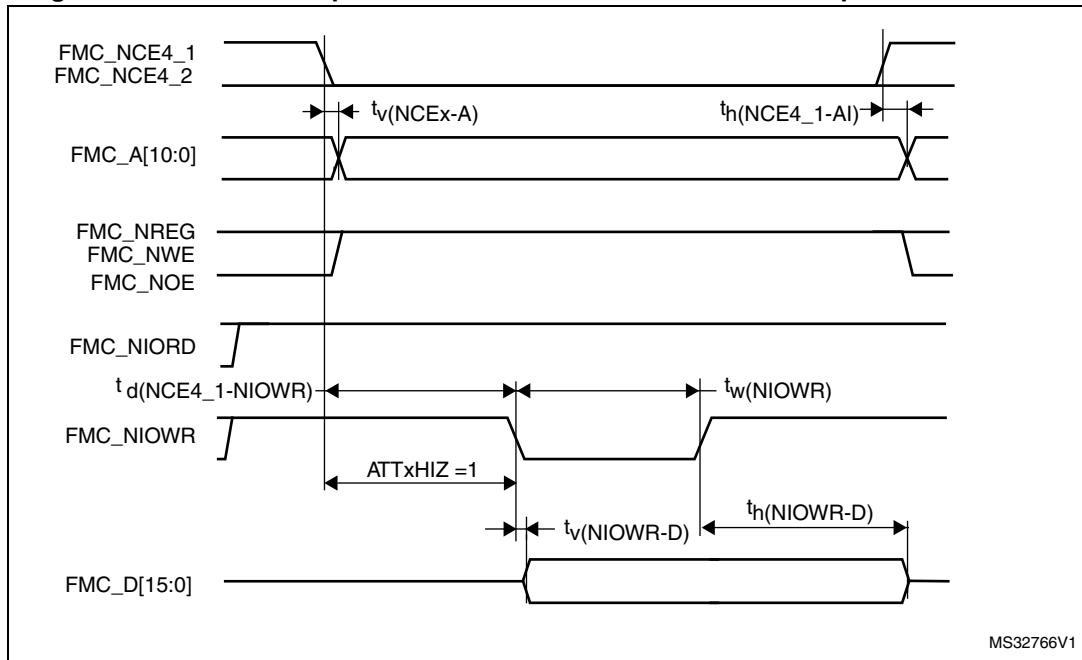 FMC_NCE4_1
FMC_NCE4_2
tv(NCEx-A)
th(NCE4_1-AI)
FMC_A[10:0]
FMC_NREG
FMC_NWE
FMC_NOE
FMC_NIORD
td(NCE4_1-NIOWR)
tw(NIOWR)
FMC_NIOWR
ATTxHIZ =1
th(NIOWR-D)
tv(NIOWR-D)
FMC_D[15:0]
MS32766V1